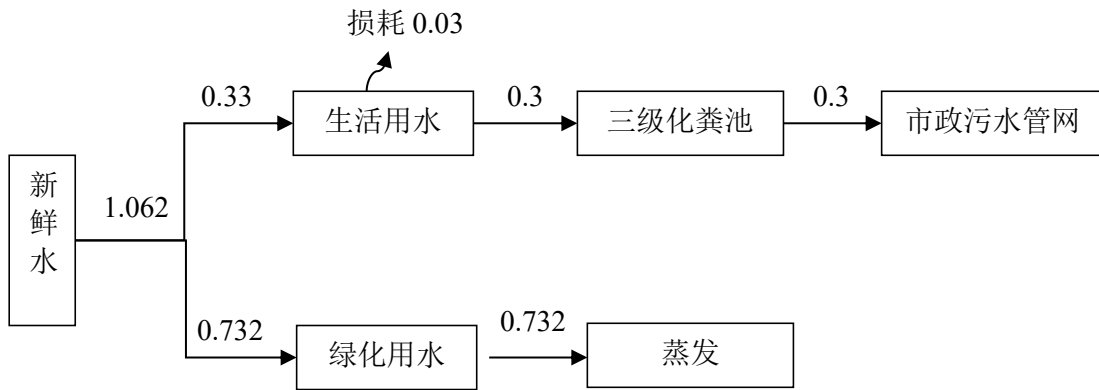 损耗 0.03
0.33
生活用水
0.3
三级化粪池
0.3
市政污水管网
新鲜水
1.062
0.732
绿化用水
0.732
蒸发